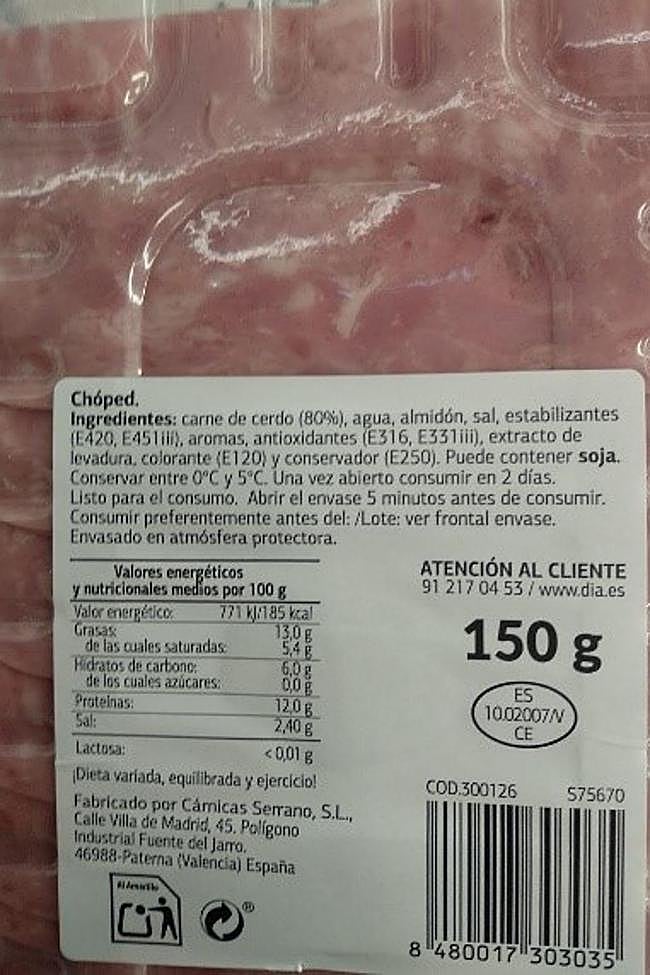 Chóped.
Ingredientes: carne de cerdo (80%), agua, almidón, sal, estabilizantes
(E420, E451iii), aromas, antioxidantes (E316, E331iii), extracto de
levadura, colorante (E120) y conservador (E250). Puede contener soja.
Conservar entre 0°C y 5°C. Una vez abierto consumir en 2 días.
Listo para el consumo. Abrir el envase 5 minutos antes de consumir.
Consumir preferentemente antes del: /Lote: ver frontal envase.
Envasado en atmósfera protectora.
Valores energéticos
y nutricionales medios por 100 g
Valor energético: 771 kJ/185 kcal
Grasas: 13,0 g
de las cuales saturadas: 5,4 g
Hidratos de carbono: 6,0 g
de los cuales azúcares: 0,0 g
Proteínas: 12,0 g
Sal: 2,40 g
Lactosa: < 0,01 g
¡Dieta variada, equilibrada y ejercicio!
Fabricado por Cárnicas Serrano, S.L.,
Calle Villa de Madrid, 45. Polígono
Industrial Fuente del Jarro.
46988-Paterna (Valencia) España
Al Amarillo
ATENCIÓN AL CLIENTE
91 217 04 53 / www.dia.es
150 g
ES
10.02007/V
CE
COD.300126 575670
8 480017 303035